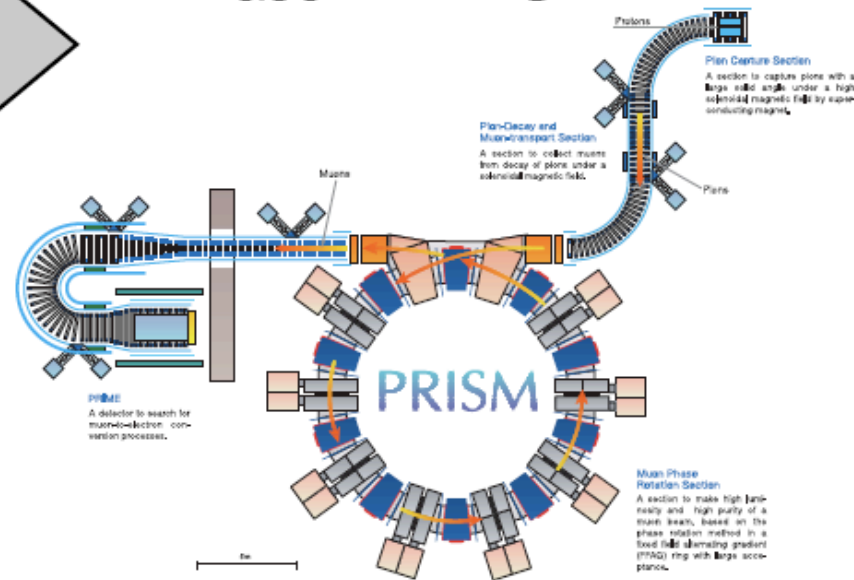 Protons
Pion Capture Section
A section to capture pions with a
large solid angle under a high
solenoidal magnetic field by super-
conducting magnet.
Pion-Decay and
Muon-transport Section
A section to collect muons
from decay of pions under a
solenoidal magnetic field.
Muons
Pions
PRISM
PRIME
A detector to search for
muon-to-electron con-
version processes.
Muon Phase
Rotation Section
A section to make high lumi-
nosity and high purity of a
muon beam, based on the
phase rotation method in a
fixed field alternating gradient
(FFAG) ring with large acce-
ptance.